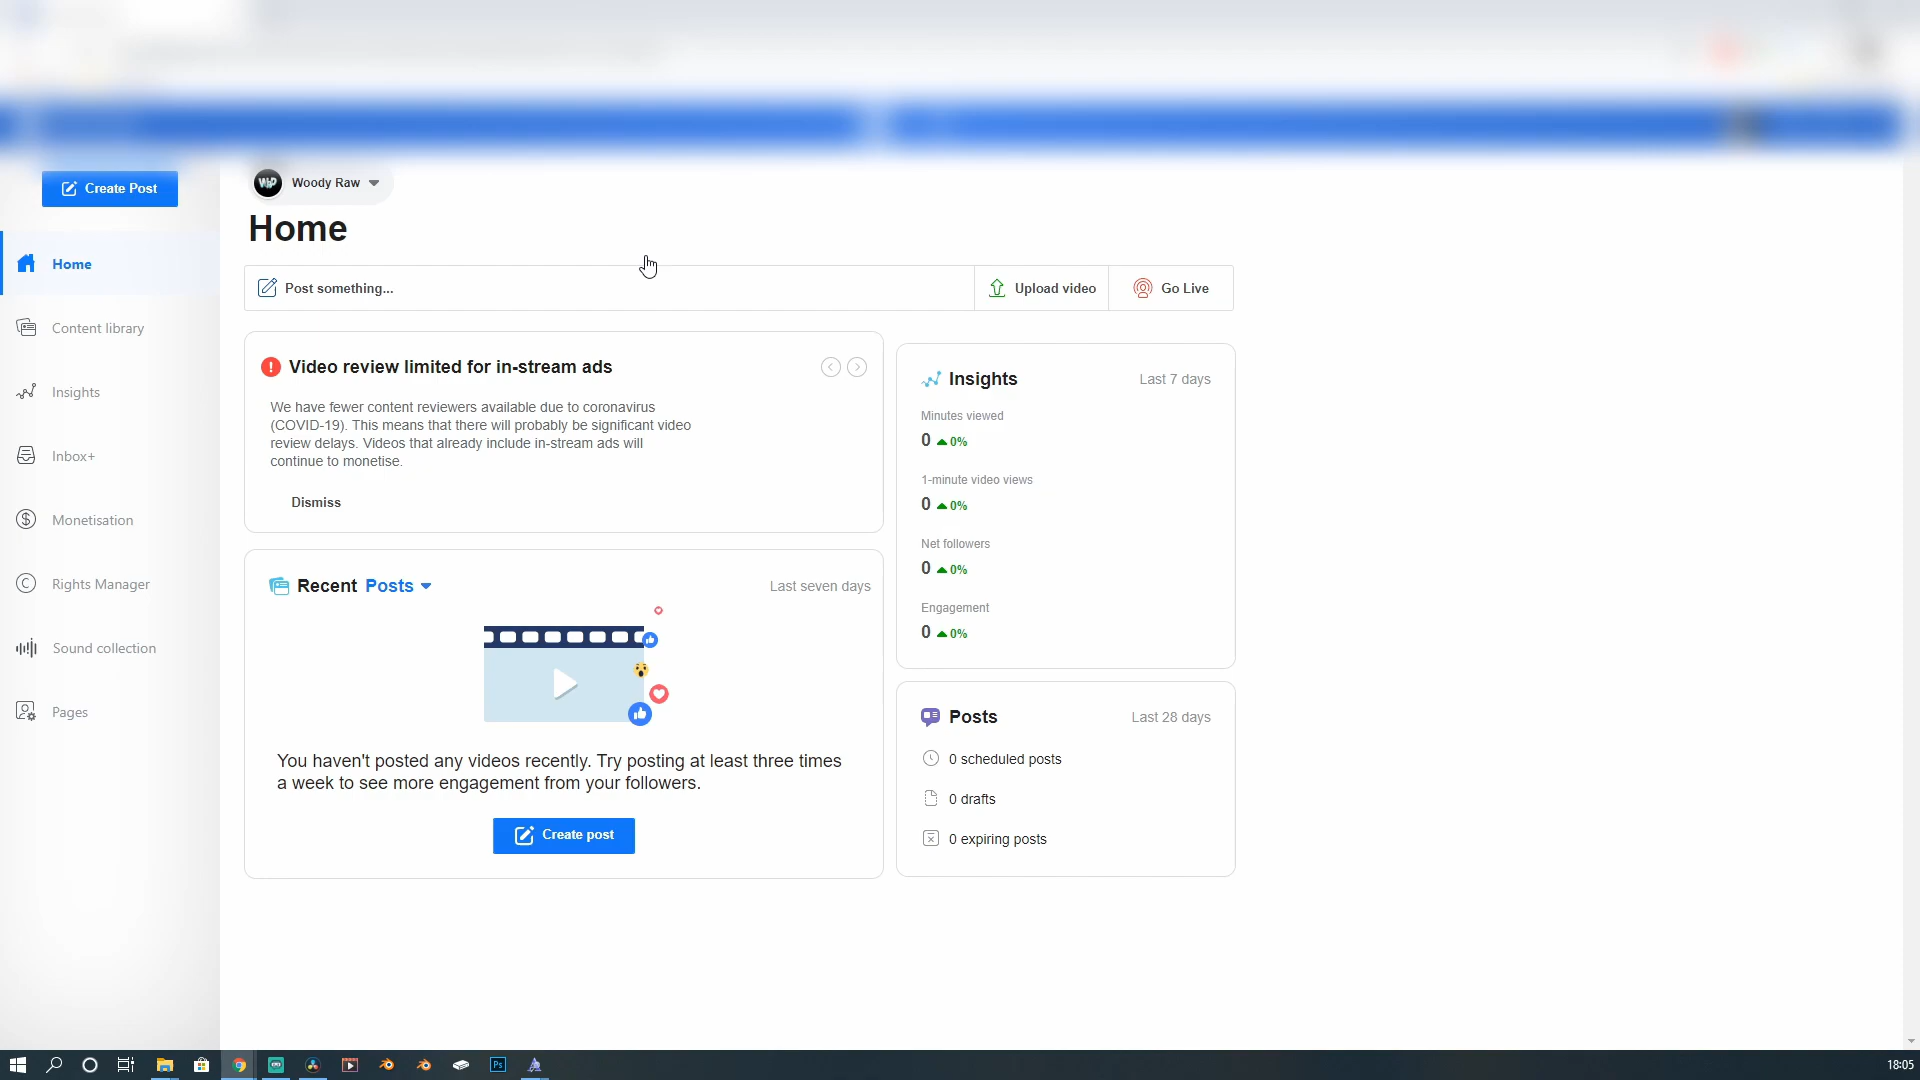 Create Post
WP
Woody Raw
Home
Home
Post something...
Upload video
Go Live
Content library
Insights
Inbox+
Monetisation
Rights Manager
Sound collection
Pages
Video review limited for in-stream ads
We have fewer content reviewers available due to coronavirus
(COVID-19). This means that there will probably be significant video
review delays. Videos that already include in-stream ads will
continue to monetise.
Dismiss
Insights
Last 7 days
Minutes viewed
0 0%
1-minute video views
0 0%
Net followers
0 0%
Engagement
0 0%
Recent Posts
Last seven days
You haven't posted any videos recently. Try posting at least three times
a week to see more engagement from your followers.
Create post
Posts
Last 28 days
0 scheduled posts
0 drafts
0 expiring posts
Ps
18:05